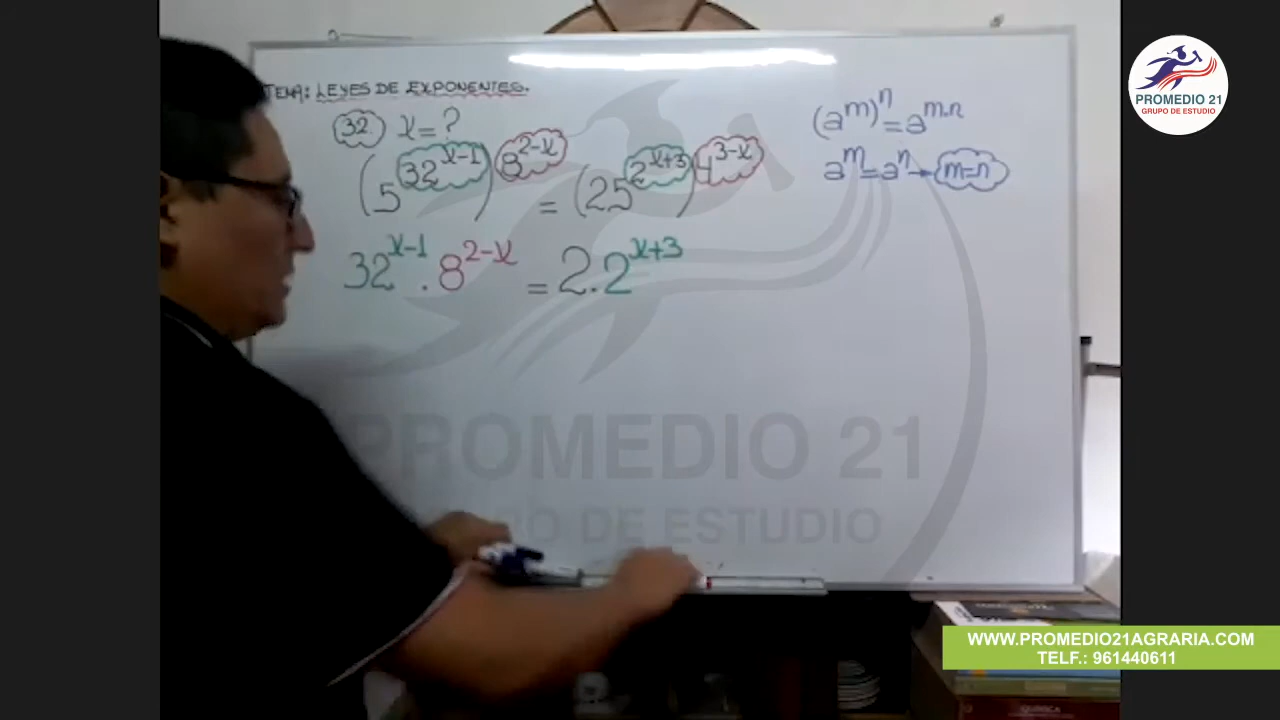 TEMA: LEYES DE EXPONENTES.
32. x = ?
(5^{32^{x-1}})^{8^{2-x}} = (25^{2^{x+3}})^{4^{3-x}}
32^{x-1} . 8^{2-x} = 2 . 2^{x+3}
(a^m)^n = a^{m.n}
a^m = a^n → m=n
PROMEDIO 21
GRUPO DE ESTUDIO
PROMEDIO 21
GRUPO DE ESTUDIO
WWW.PROMEDIO21AGRARIA.COM
TELF.: 961440611
QUÍMICA